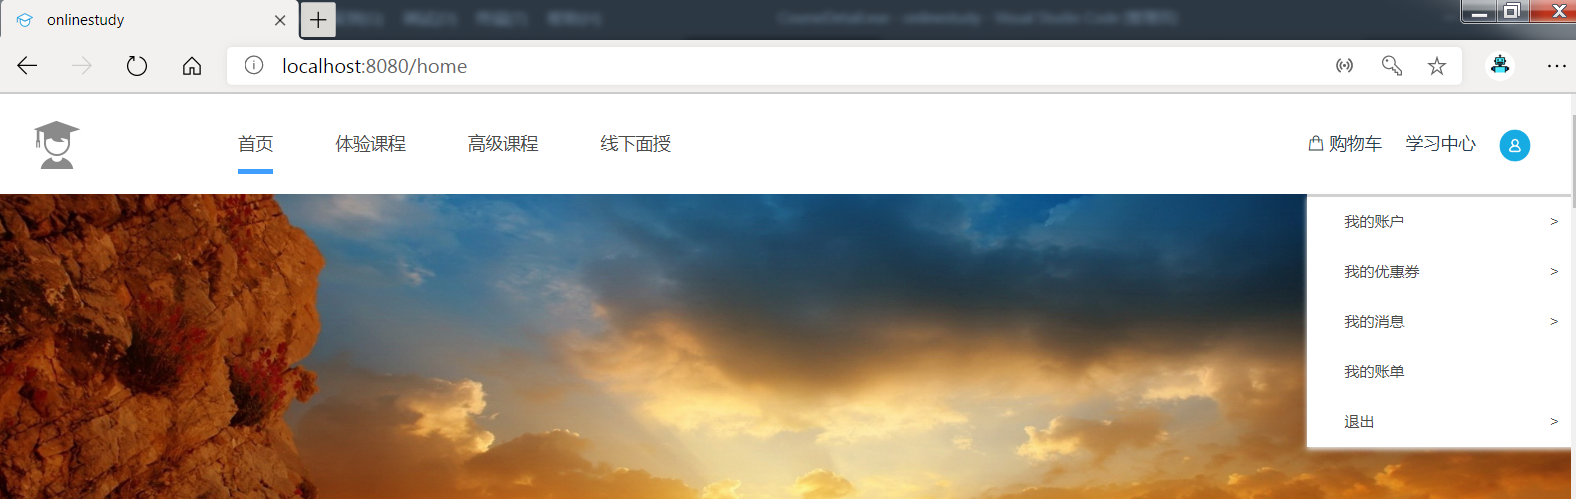 onlinestudy
localhost:8080/home
首页 体验课程 高级课程 线下面授 购物车 学习中心
我的账户 >
我的优惠券 >
我的消息 >
我的账单
退出 >